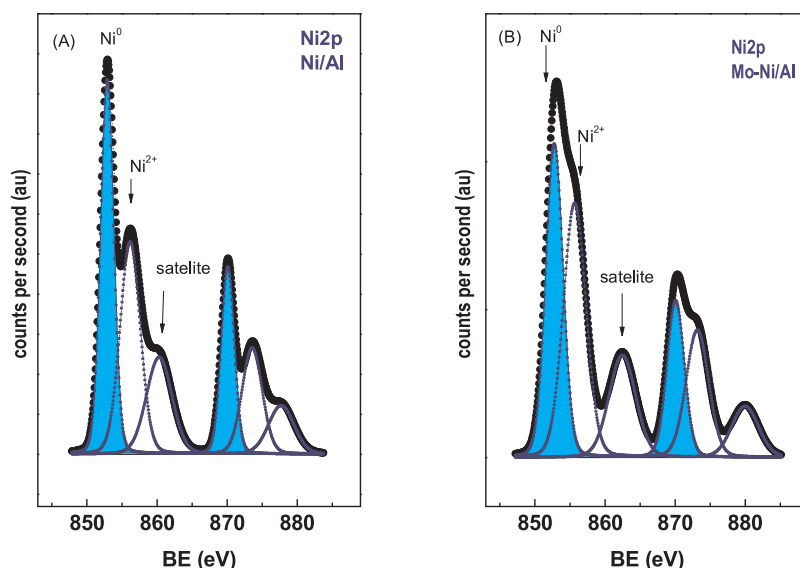 (A)
Ni⁰
Ni2p
Ni/Al
Ni²⁺
satelite
counts per second (au)
850
860
870
880
BE (eV)
(B)
Ni⁰
Ni2p
Mo-Ni/Al
Ni²⁺
satelite
counts per second (au)
850
860
870
880
BE (eV)